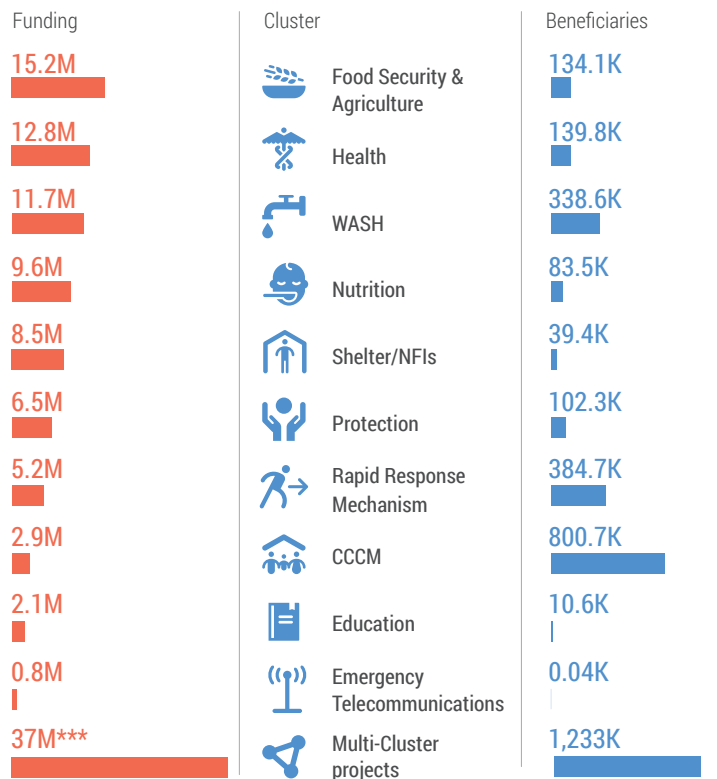 Funding Cluster Beneficiaries
15.2M Food Security & 134.1K
Agriculture
12.8M Health 139.8K
11.7M WASH 338.6K
9.6M Nutrition 83.5K
8.5M Shelter/NFIs 39.4K
6.5M Protection 102.3K
5.2M Rapid Response 384.7K
Mechanism
2.9M CCCM 800.7K
2.1M Education 10.6K
0.8M Emergency 0.04K
Telecommunications
37M*** Multi-Cluster 1,233K
projects